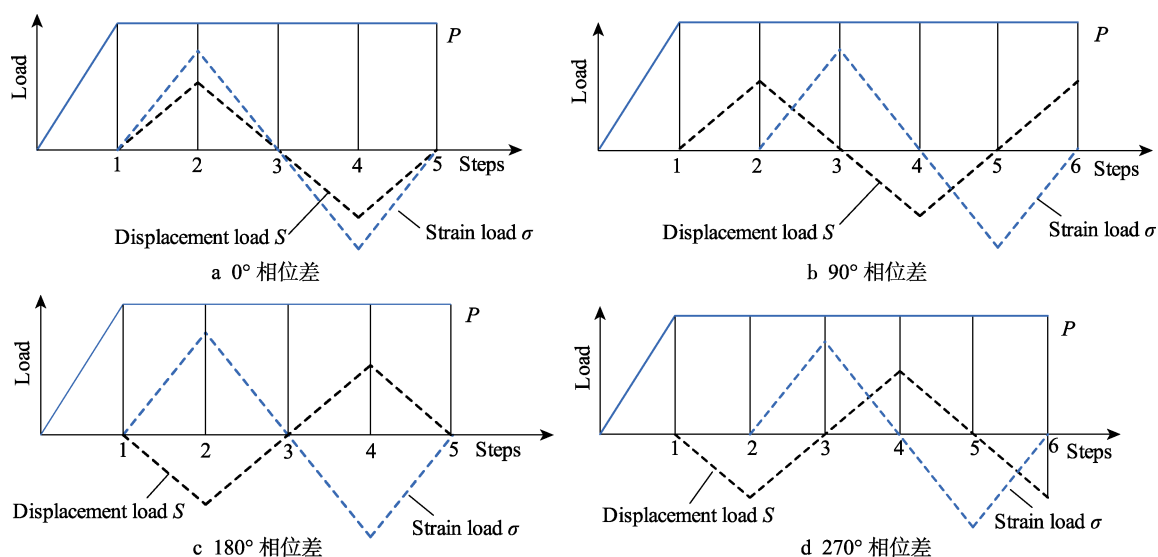 Load
P
1 2 3 4 5 Steps
Displacement load S
Strain load σ
a 0° 相位差
Load
P
1 2 3 4 5 6 Steps
Displacement load S
Strain load σ
b 90° 相位差
Load
P
1 2 3 4 5 Steps
Displacement load S
Strain load σ
c 180° 相位差
Load
P
1 2 3 4 5 6 Steps
Displacement load S
Strain load σ
d 270° 相位差